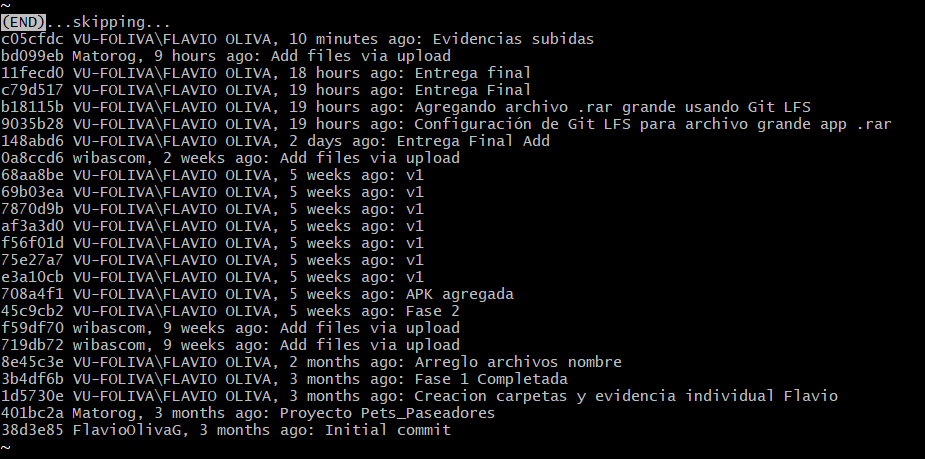 ~
(END)...skipping...
c05cfdc VU-FOLIVA\FLAVIO OLIVA, 10 minutes ago: Evidencias subidas
bd099eb Matorog, 9 hours ago: Add files via upload
11fecd0 VU-FOLIVA\FLAVIO OLIVA, 18 hours ago: Entrega final
c79d517 VU-FOLIVA\FLAVIO OLIVA, 19 hours ago: Entrega Final
b18115b VU-FOLIVA\FLAVIO OLIVA, 19 hours ago: Agregando archivo .rar grande usando Git LFS
9035b28 VU-FOLIVA\FLAVIO OLIVA, 19 hours ago: Configuración de Git LFS para archivo grande app .rar
148abd6 VU-FOLIVA\FLAVIO OLIVA, 2 days ago: Entrega Final Add
0a8ccd6 wibascom, 2 weeks ago: Add files via upload
68aa8be VU-FOLIVA\FLAVIO OLIVA, 5 weeks ago: v1
69b03ea VU-FOLIVA\FLAVIO OLIVA, 5 weeks ago: v1
7870d9b VU-FOLIVA\FLAVIO OLIVA, 5 weeks ago: v1
af3a3d0 VU-FOLIVA\FLAVIO OLIVA, 5 weeks ago: v1
f56f01d VU-FOLIVA\FLAVIO OLIVA, 5 weeks ago: v1
75e27a7 VU-FOLIVA\FLAVIO OLIVA, 5 weeks ago: v1
e3a10cb VU-FOLIVA\FLAVIO OLIVA, 5 weeks ago: v1
708a4f1 VU-FOLIVA\FLAVIO OLIVA, 5 weeks ago: APK agregada
45c9cb2 VU-FOLIVA\FLAVIO OLIVA, 5 weeks ago: Fase 2
f59df70 wibascom, 9 weeks ago: Add files via upload
719db72 wibascom, 9 weeks ago: Add files via upload
8e45c3e VU-FOLIVA\FLAVIO OLIVA, 2 months ago: Arreglo archivos nombre
3b4df6b VU-FOLIVA\FLAVIO OLIVA, 3 months ago: Fase 1 Completada
1d5730e VU-FOLIVA\FLAVIO OLIVA, 3 months ago: Creacion carpetas y evidencia individual Flavio
401bc2a Matorog, 3 months ago: Proyecto Pets_Paseadores
38d3e85 FlavioOlivaG, 3 months ago: Initial commit
~